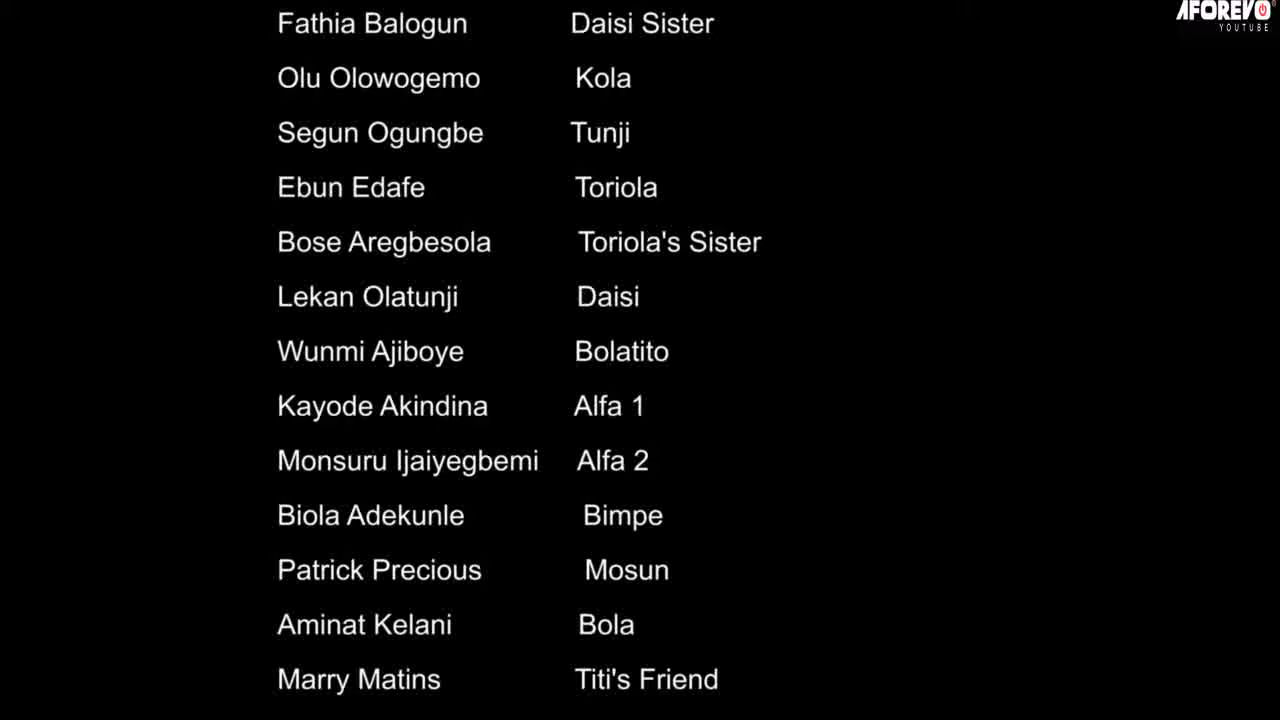 AFOREVO
YOUTUBE
Fathia Balogun Daisi Sister
Olu Olowogemo Kola
Segun Ogungbe Tunji
Ebun Edafe Toriola
Bose Aregbesola Toriola's Sister
Lekan Olatunji Daisi
Wunmi Ajiboye Bolatito
Kayode Akindina Alfa 1
Monsuru Ijaiyegbemi Alfa 2
Biola Adekunle Bimpe
Patrick Precious Mosun
Aminat Kelani Bola
Marry Matins Titi's Friend